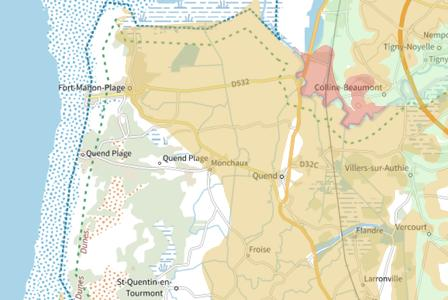 Nempo
Tigny-Noyelle
Tigny
D532
Colline-Beaumont
Fort-Mahon-Plage
Quend Plage
Quend Plage
Monchaux
D32C
Villers-sur-Authie
Quend
Flandre
Vercourt
Dunes
Froise
St-Quentin-en-
Tourmont
Larronville
Dunes